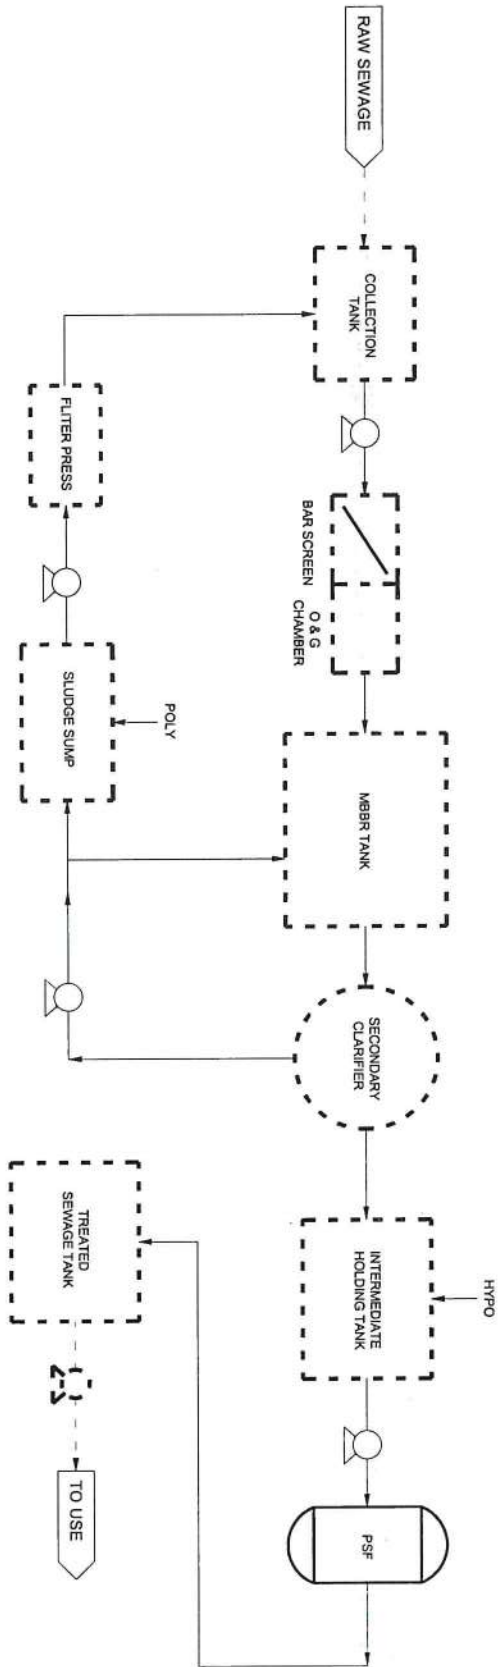 RAW SEWAGE
COLLECTION
TANK
BAR SCREEN
O & G
CHAMBER
MBBR TANK
SECONDARY
CLARIFIER
HYPO
INTERMEDIATE
HOLDING TANK
PSF
FLITER PRESS
POLY
SLUDGE SUMP
TREATED
SEWAGE TANK
TO USE